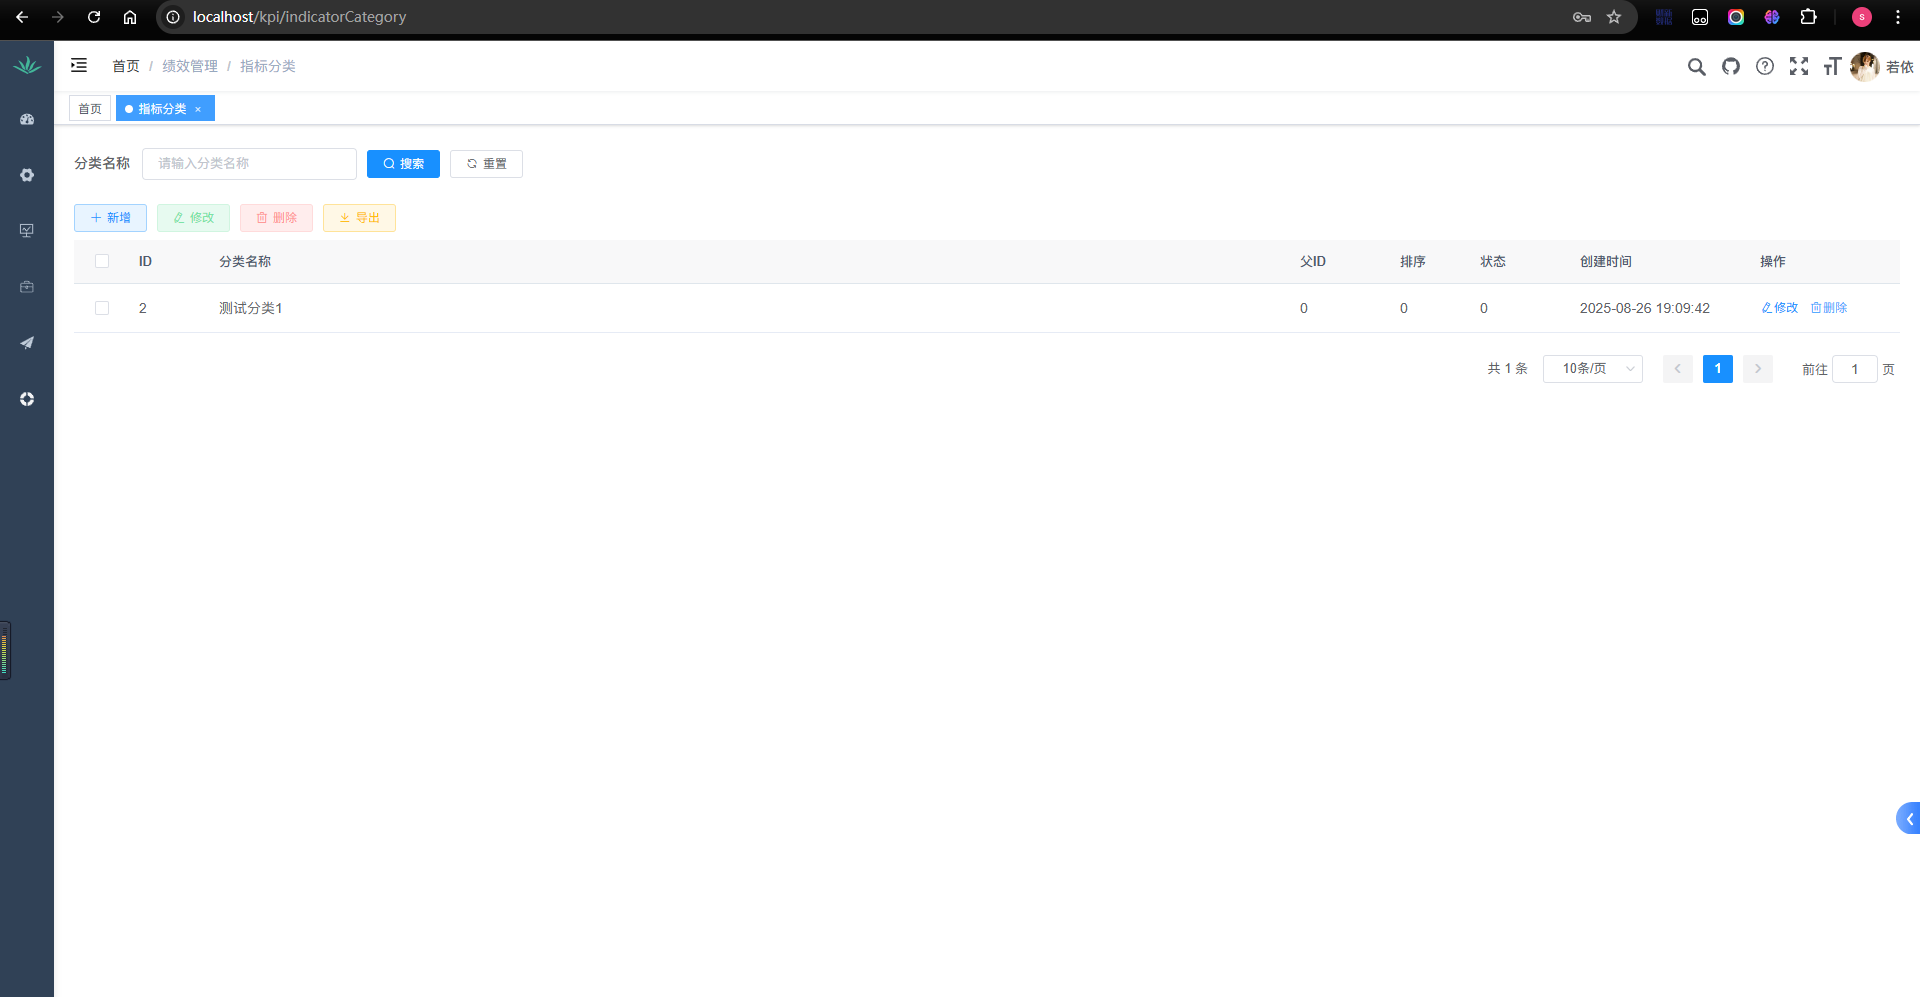 localhost/kpi/indicatorCategory
S
首页 / 绩效管理 / 指标分类
若依
首页
指标分类 ×
分类名称 请输入分类名称 搜索 重置
新增 修改 删除 导出
ID 分类名称 父ID 排序 状态 创建时间 操作
2 测试分类1 0 0 0 2025-08-26 19:09:42 修改 删除
共 1 条 10条/页 1 前往 1 页